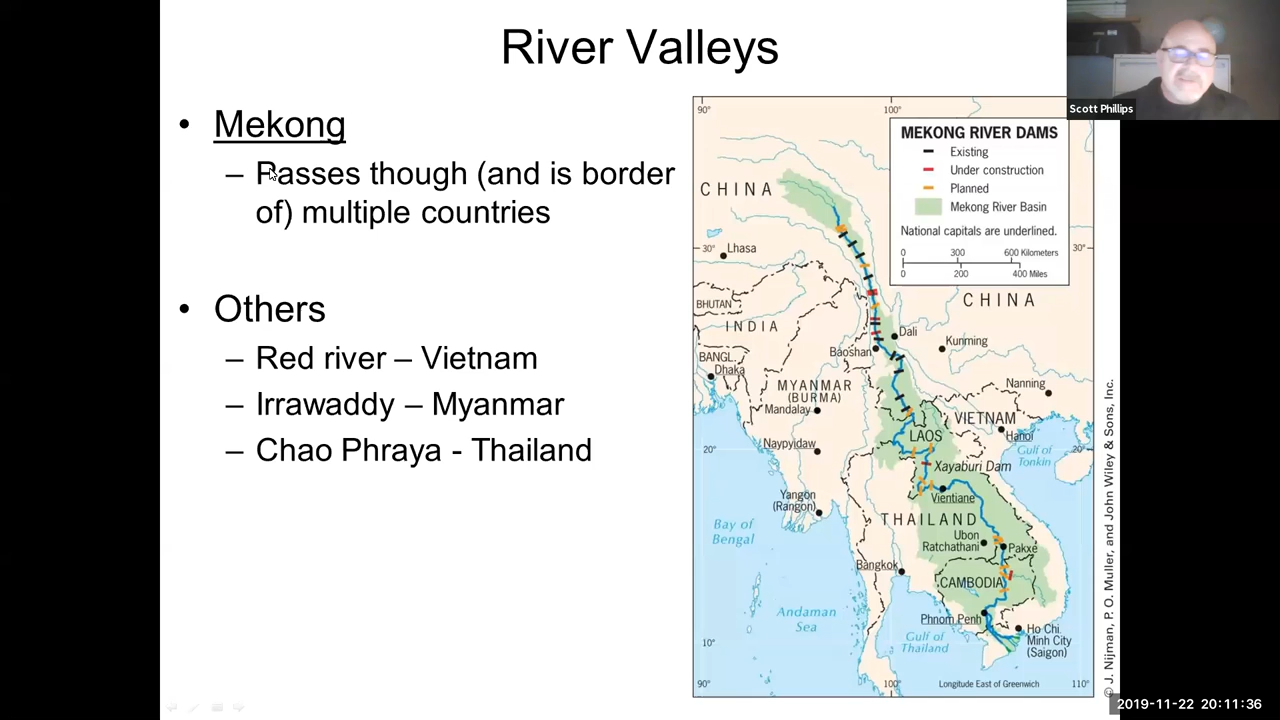 River Valleys
Scott Phillips
• Mekong
– Passes though (and is border
of) multiple countries
• Others
– Red river – Vietnam
– Irrawaddy – Myanmar
– Chao Phraya - Thailand
90°
100°
MEKONG RIVER DAMS
Existing
Under construction
Planned
Mekong River Basin
National capitals are underlined.
0 300 600 Kilometers
0 200 400 Miles
CHINA
30°
Lhasa
30°
BHUTAN
CHINA
INDIA
Dali
Kunming
Baoshan
BANGL.
Dhaka
MYANMAR
(BURMA)
Nanning
Mandalay
VIETNAM
LAOS
Hanoi
Naypyidaw
20°
Gulf of
Tonkin
20°
Xayaburi Dam
Yangon
(Rangon)
Vientiane
THAILAND
Bay of
Bengal
Ubon
Ratchathani
Pakxe
Bangkok
CAMBODIA
Andaman
Sea
Phnom Penh
Gulf of
Thailand
Ho Chi
Minh City
(Saigon)
10°
90°
100°
Longitude East of Greenwich
110°
© J. Nijman, P. O. Muller, and John Wiley & Sons, Inc.
2019-11-22 20:11:36